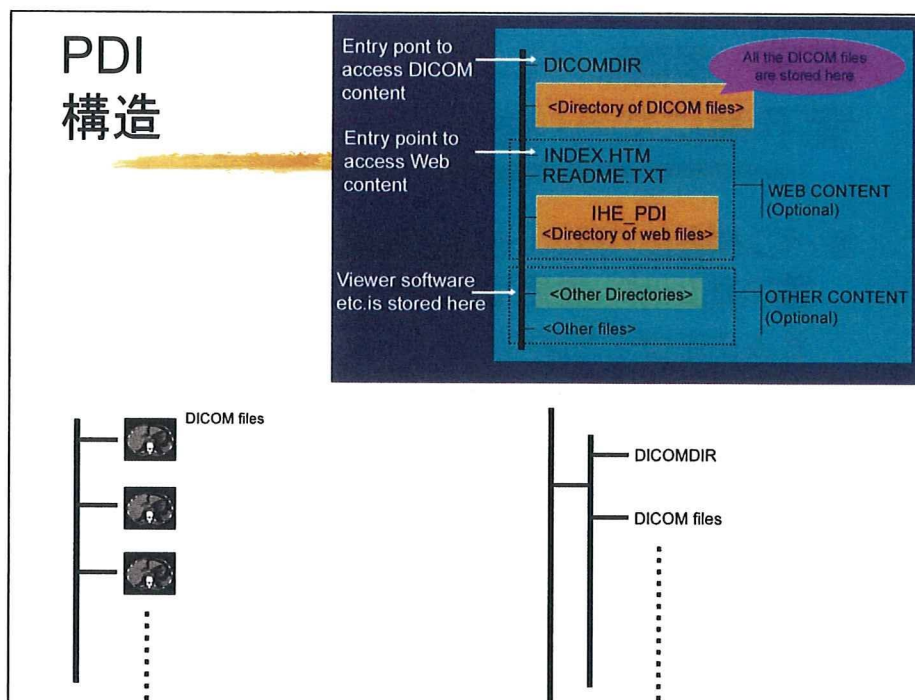 PDI
構造
Entry pont to
access DICOM
content
DICOMDIR
All the DICOM files
are stored here
<Directory of DICOM files>
Entry point to
access Web
content
INDEX.HTM
README.TXT
IHE_PDI
<Directory of web files>
WEB CONTENT
(Optional)
Viewer software
etc.is stored here
<Other Directories>
<Other files>
OTHER CONTENT
(Optional)
DICOM files
DICOMDIR
DICOM files